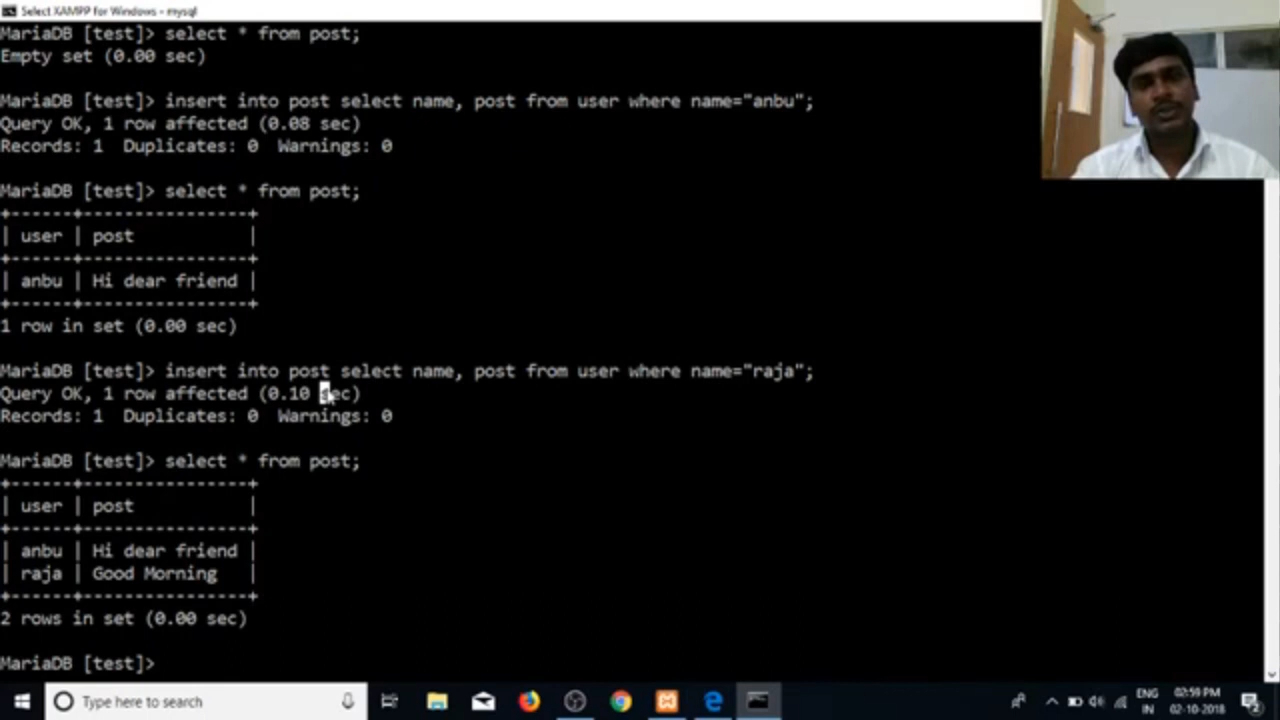 Select XAMPP for Windows - mysql
MariaDB [test]> select * from post;
Empty set (0.00 sec)
MariaDB [test]> insert into post select name, post from user where name="anbu";
Query OK, 1 row affected (0.08 sec)
Records: 1  Duplicates: 0  Warnings: 0
MariaDB [test]> select * from post;
+------+----------------+
| user | post           |
+------+----------------+
| anbu | Hi dear friend |
+------+----------------+
1 row in set (0.00 sec)
MariaDB [test]> insert into post select name, post from user where name="raja";
Query OK, 1 row affected (0.10 sec)
Records: 1  Duplicates: 0  Warnings: 0
MariaDB [test]> select * from post;
+------+----------------+
| user | post           |
+------+----------------+
| anbu | Hi dear friend |
| raja | Good Morning   |
+------+----------------+
2 rows in set (0.00 sec)
MariaDB [test]>
Type here to search
ENG 02:59 PM
IN 02-10-2018 2